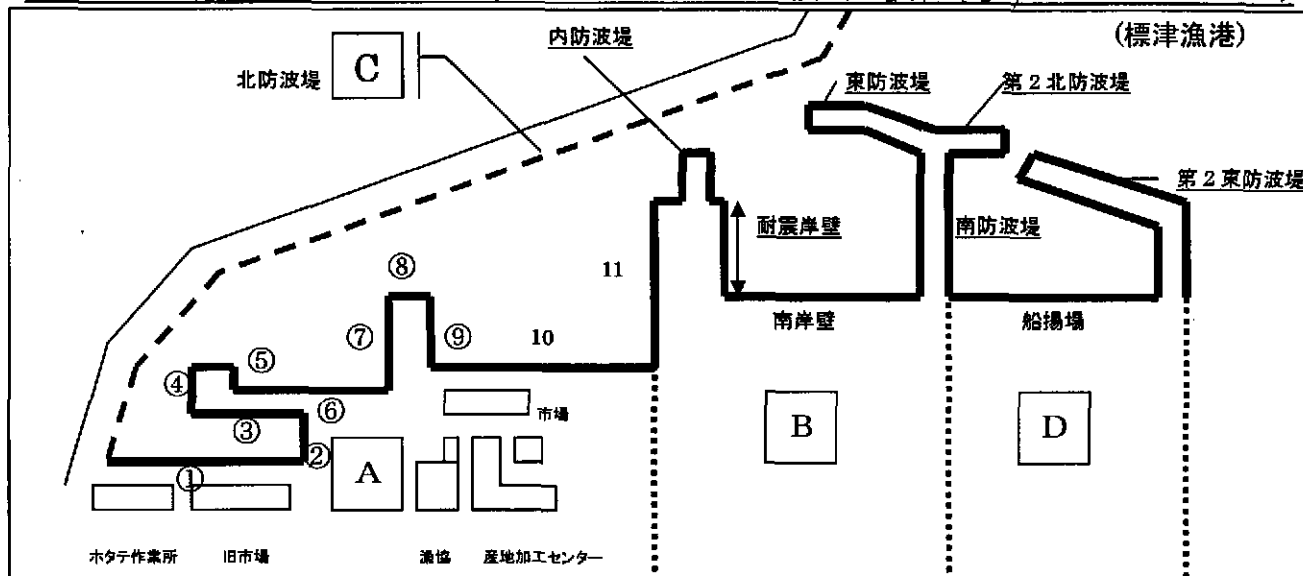 (標津漁港)
内防波堤
北防波堤
C
東防波堤
第2北防波堤
第2東防波堤
耐震岸壁
南防波堤
⑧
11
⑦
⑨
10
南岸壁
船揚場
⑤
④
⑥
③
②
①
市場
A
B
D
ホタテ作業所
旧市場
漁協
産地加工センター